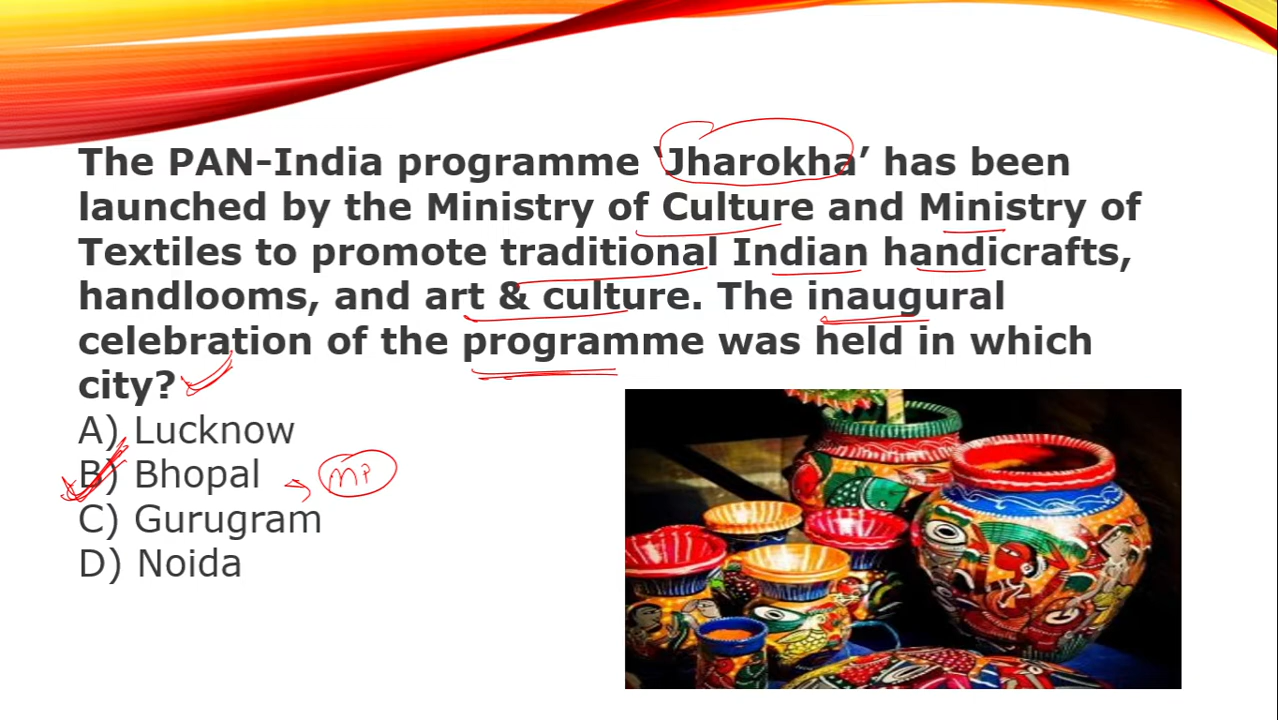 The PAN-India programme ‘Jharokha’ has been
launched by the Ministry of Culture and Ministry of
Textiles to promote traditional Indian handicrafts,
handlooms, and art & culture. The inaugural
celebration of the programme was held in which
city?
A) Lucknow
B) Bhopal MP
C) Gurugram
D) Noida